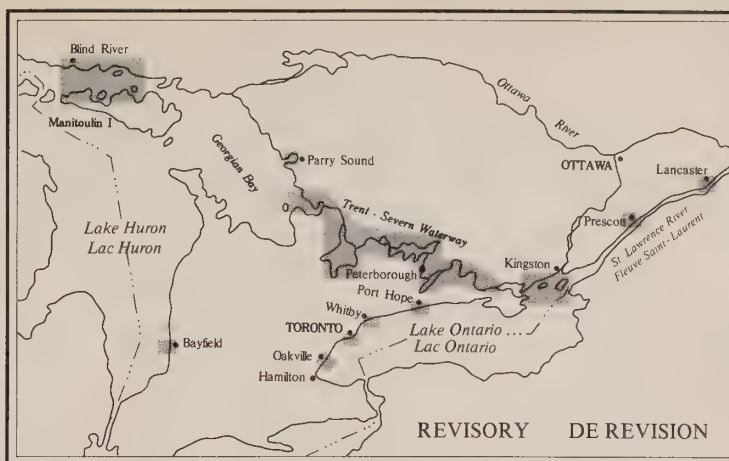 Blind River
Manitoulin I
Georgian Bay
Parry Sound
Ottawa River
OTTAWA
Lancaster
Prescott
St Lawrence River
Fleuve Saint-Laurent
Lake Huron
Lac Huron
Trent - Severn Waterway
Peterborough
Kingston
Port Hope
Whitby
TORONTO
Lake Ontario ...
Lac Ontario
Bayfield
Oakville
Hamilton
REVISORY DE REVISION